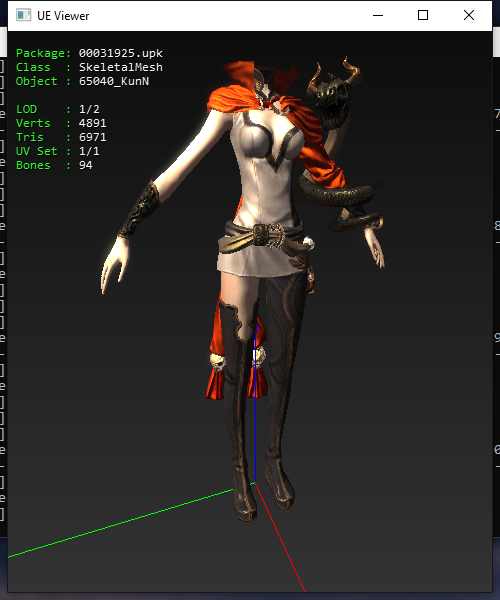 UE Viewer
Package: 00031925.upk
Class  : SkeletalMesh
Object : 65040_KunN
LOD    : 1/2
Verts  : 4891
Tris   : 6971
UV Set : 1/1
Bones  : 94